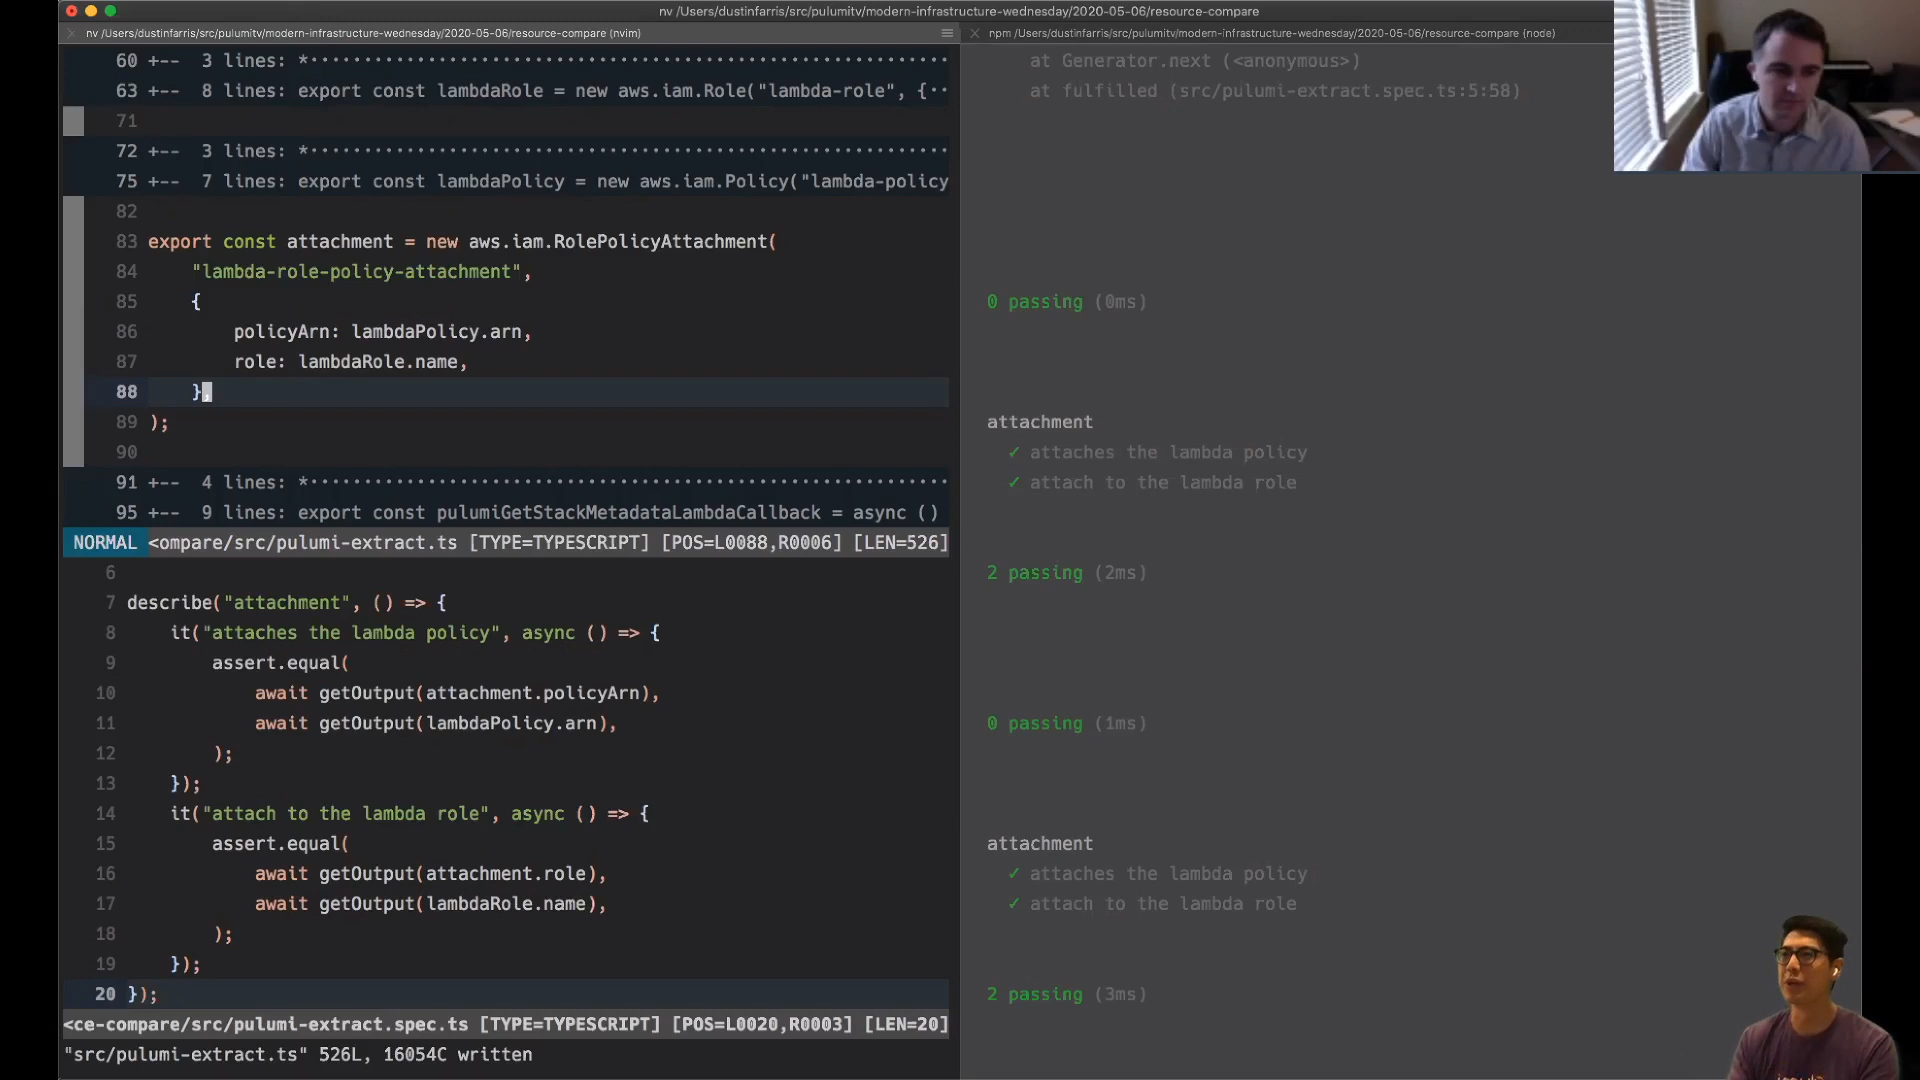 nv /Users/dustinfarris/src/pulumitv/modern-infrastructure-wednesday/2020-05-06/resource-compare
nv /Users/dustinfarris/src/pulumitv/modern-infrastructure-wednesday/2020-05-06/resource-compare (nvim)
60 +-- 3 lines: *·····························································
63 +-- 8 lines: export const lambdaRole = new aws.iam.Role("lambda-role", {··
71
72 +-- 3 lines: *·····························································
75 +-- 7 lines: export const lambdaPolicy = new aws.iam.Policy("lambda-policy
82
83 export const attachment = new aws.iam.RolePolicyAttachment(
84 "lambda-role-policy-attachment",
85 {
86 policyArn: lambdaPolicy.arn,
87 role: lambdaRole.name,
88 },
89 );
90
91 +-- 4 lines: *·····························································
95 +-- 9 lines: export const pulumiGetStackMetadataLambdaCallback = async ()
NORMAL <ompare/src/pulumi-extract.ts [TYPE=TYPESCRIPT] [POS=L0088,R0006] [LEN=526]
6
7 describe("attachment", () => {
8 it("attaches the lambda policy", async () => {
9 assert.equal(
10 await getOutput(attachment.policyArn),
11 await getOutput(lambdaPolicy.arn),
12 );
13 });
14 it("attach to the lambda role", async () => {
15 assert.equal(
16 await getOutput(attachment.role),
17 await getOutput(lambdaRole.name),
18 );
19 });
20 });
<ce-compare/src/pulumi-extract.spec.ts [TYPE=TYPESCRIPT] [POS=L0020,R0003] [LEN=20]
"src/pulumi-extract.ts" 526L, 16054C written
npm /Users/dustinfarris/src/pulumitv/modern-infrastructure-wednesday/2020-05-06/resource-compare (node)
at Generator.next (<anonymous>)
at fulfilled (src/pulumi-extract.spec.ts:5:58)
0 passing (0ms)
attachment
✓ attaches the lambda policy
✓ attach to the lambda role
2 passing (2ms)
0 passing (1ms)
attachment
✓ attaches the lambda policy
✓ attach to the lambda role
2 passing (3ms)